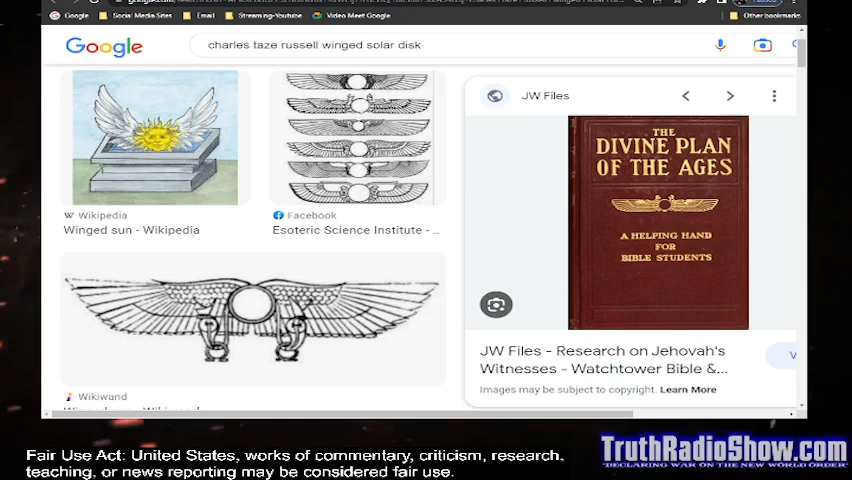 Google
Social Media Sites
Email
Streaming-Youtube
Video Meet Google
Other bookmarks
Google
charles taze russell winged solar disk
Wikipedia
Winged sun - Wikipedia
Facebook
Esoteric Science Institute - ...
Wikiwand
JW Files
THE
DIVINE PLAN
OF THE AGES
A HELPING HAND
FOR
BIBLE STUDENTS
JW Files - Research on Jehovah's
Witnesses - Watchtower Bible &...
Images may be subject to copyright. Learn More
Fair Use Act: United States, works of commentary, criticism, research,
teaching, or news reporting may be considered fair use.
TruthRadioShow.com
"DECLARING WAR ON THE NEW WORLD ORDER"